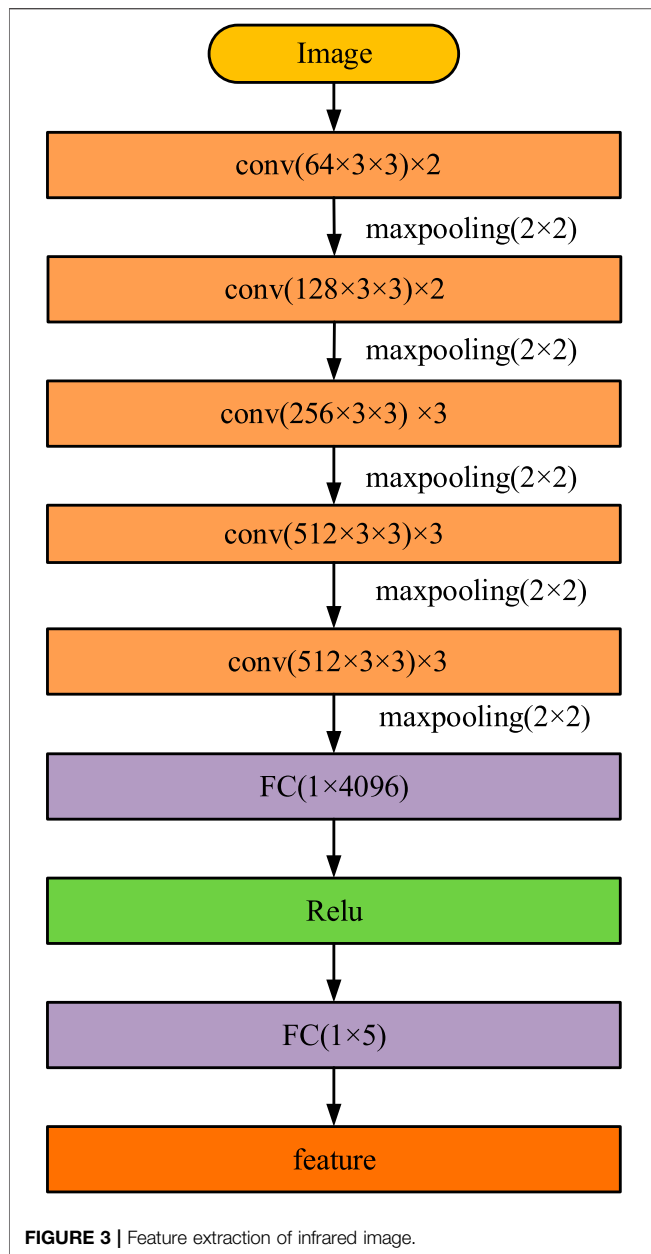 Image
conv(64×3×3)×2
maxpooling(2×2)
conv(128×3×3)×2
maxpooling(2×2)
conv(256×3×3) ×3
maxpooling(2×2)
conv(512×3×3)×3
maxpooling(2×2)
conv(512×3×3)×3
maxpooling(2×2)
FC(1×4096)
Relu
FC(1×5)
feature
FIGURE 3 | Feature extraction of infrared image.